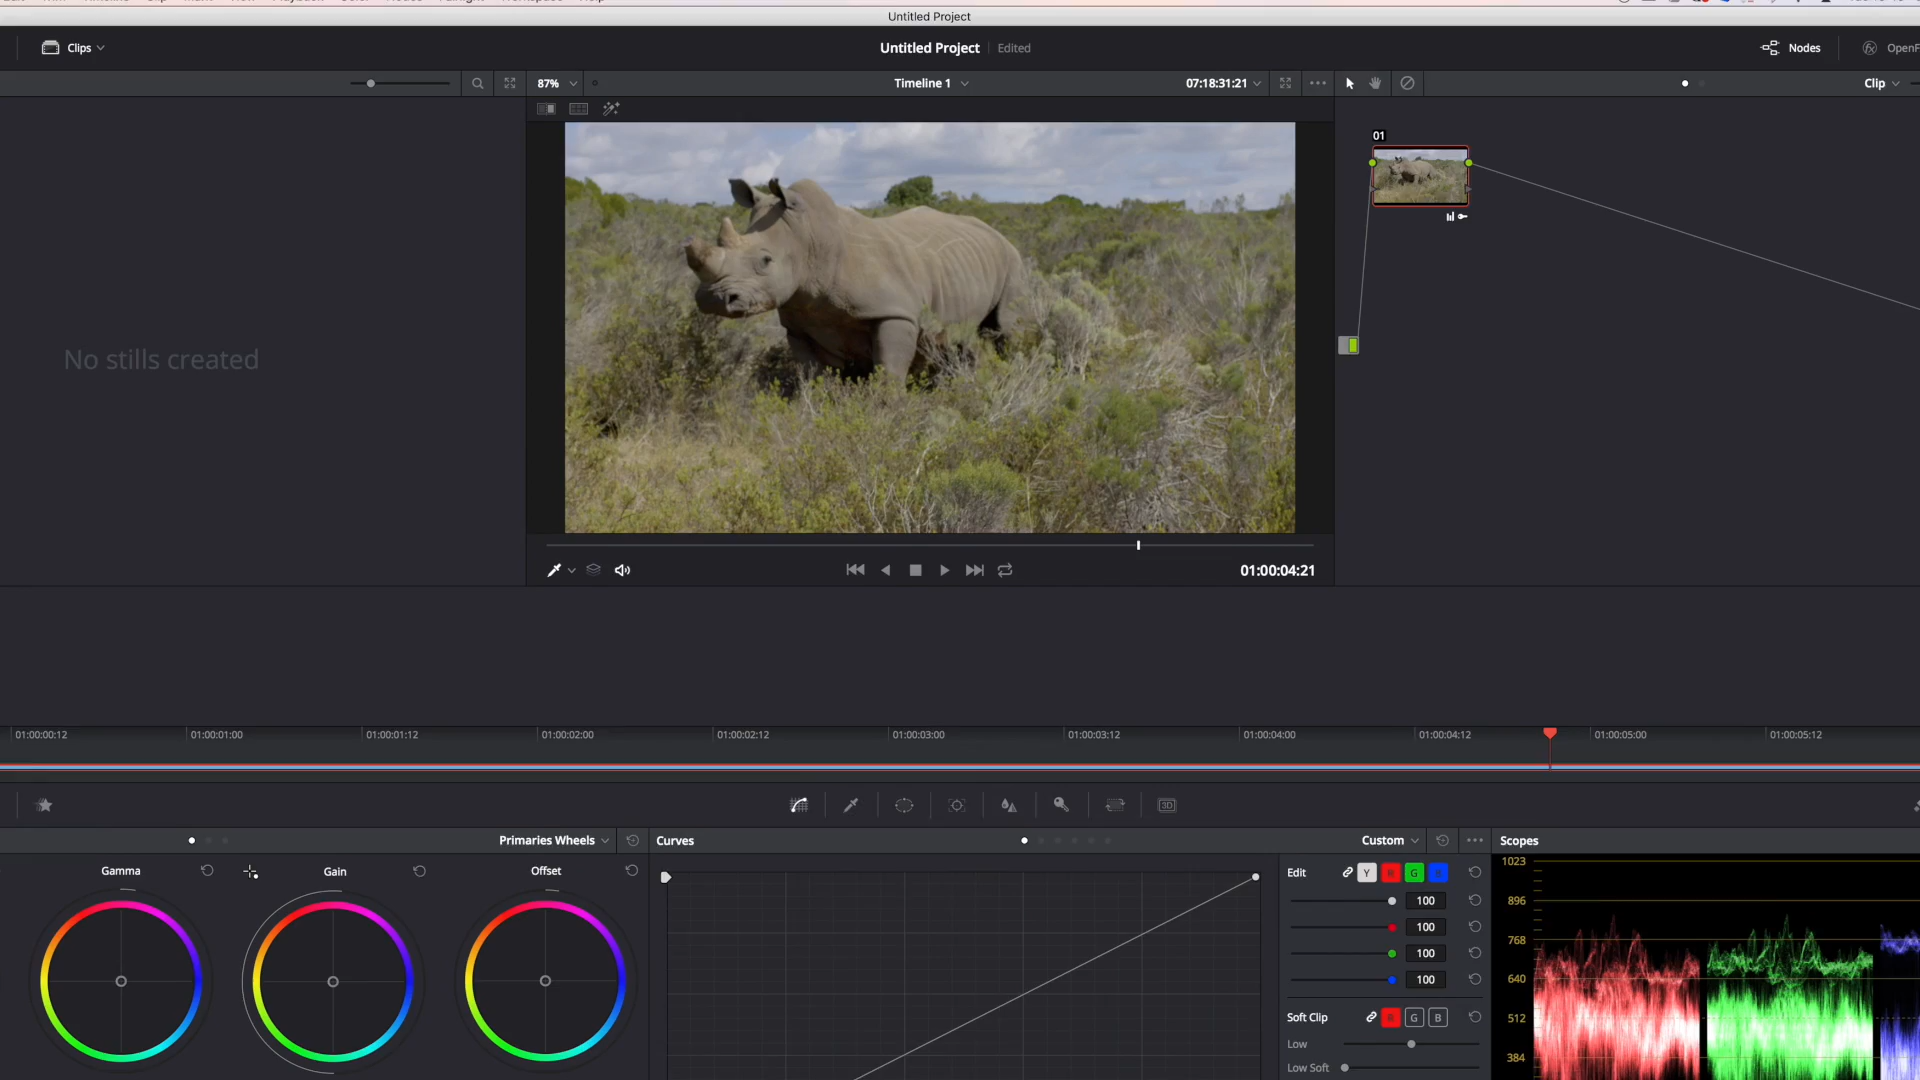 Untitled Project
Clips
Untitled Project
Edited
Nodes
87%
Timeline 1
07:18:31:21
Clip
01
No stills created
01:00:04:21
01:00:00:12
01:00:01:00
01:00:01:12
01:00:02:00
01:00:02:12
01:00:03:00
01:00:03:12
01:00:04:00
01:00:04:12
01:00:05:00
01:00:05:12
3D
Primaries Wheels
Curves
Custom
Scopes
Gamma
Gain
Offset
Edit
Y
R
G
100
100
100
100
Soft Clip
R
G
B
Low
Low Soft
1023
896
768
640
512
384